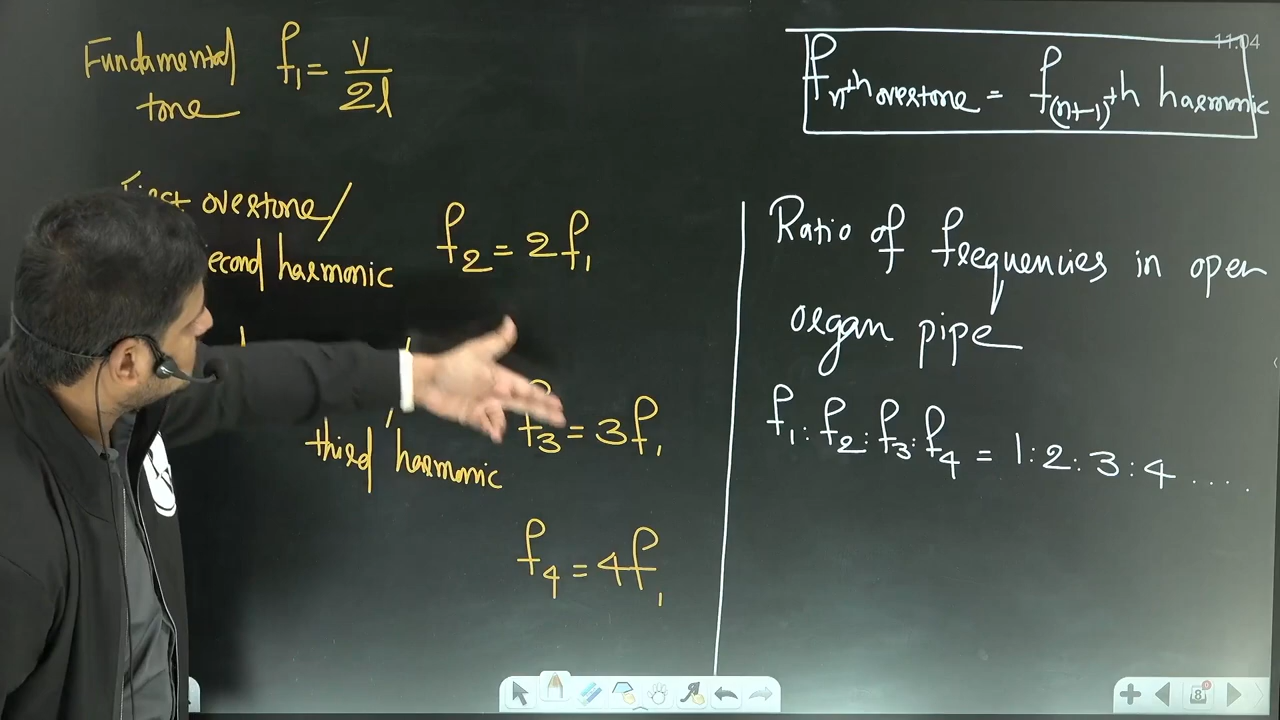 Fundamental f₁ = v/2l
tone
overtone/
second harmonic f₂ = 2f₁
third harmonic f₃ = 3f₁
f₄ = 4f₁
11:04
fₙth overtone = f₍ₙ₊₁₎th harmonic
Ratio of frequencies in open
organ pipe
f₁ : f₂ : f₃ : f₄ = 1 : 2 : 3 : 4 ....
8